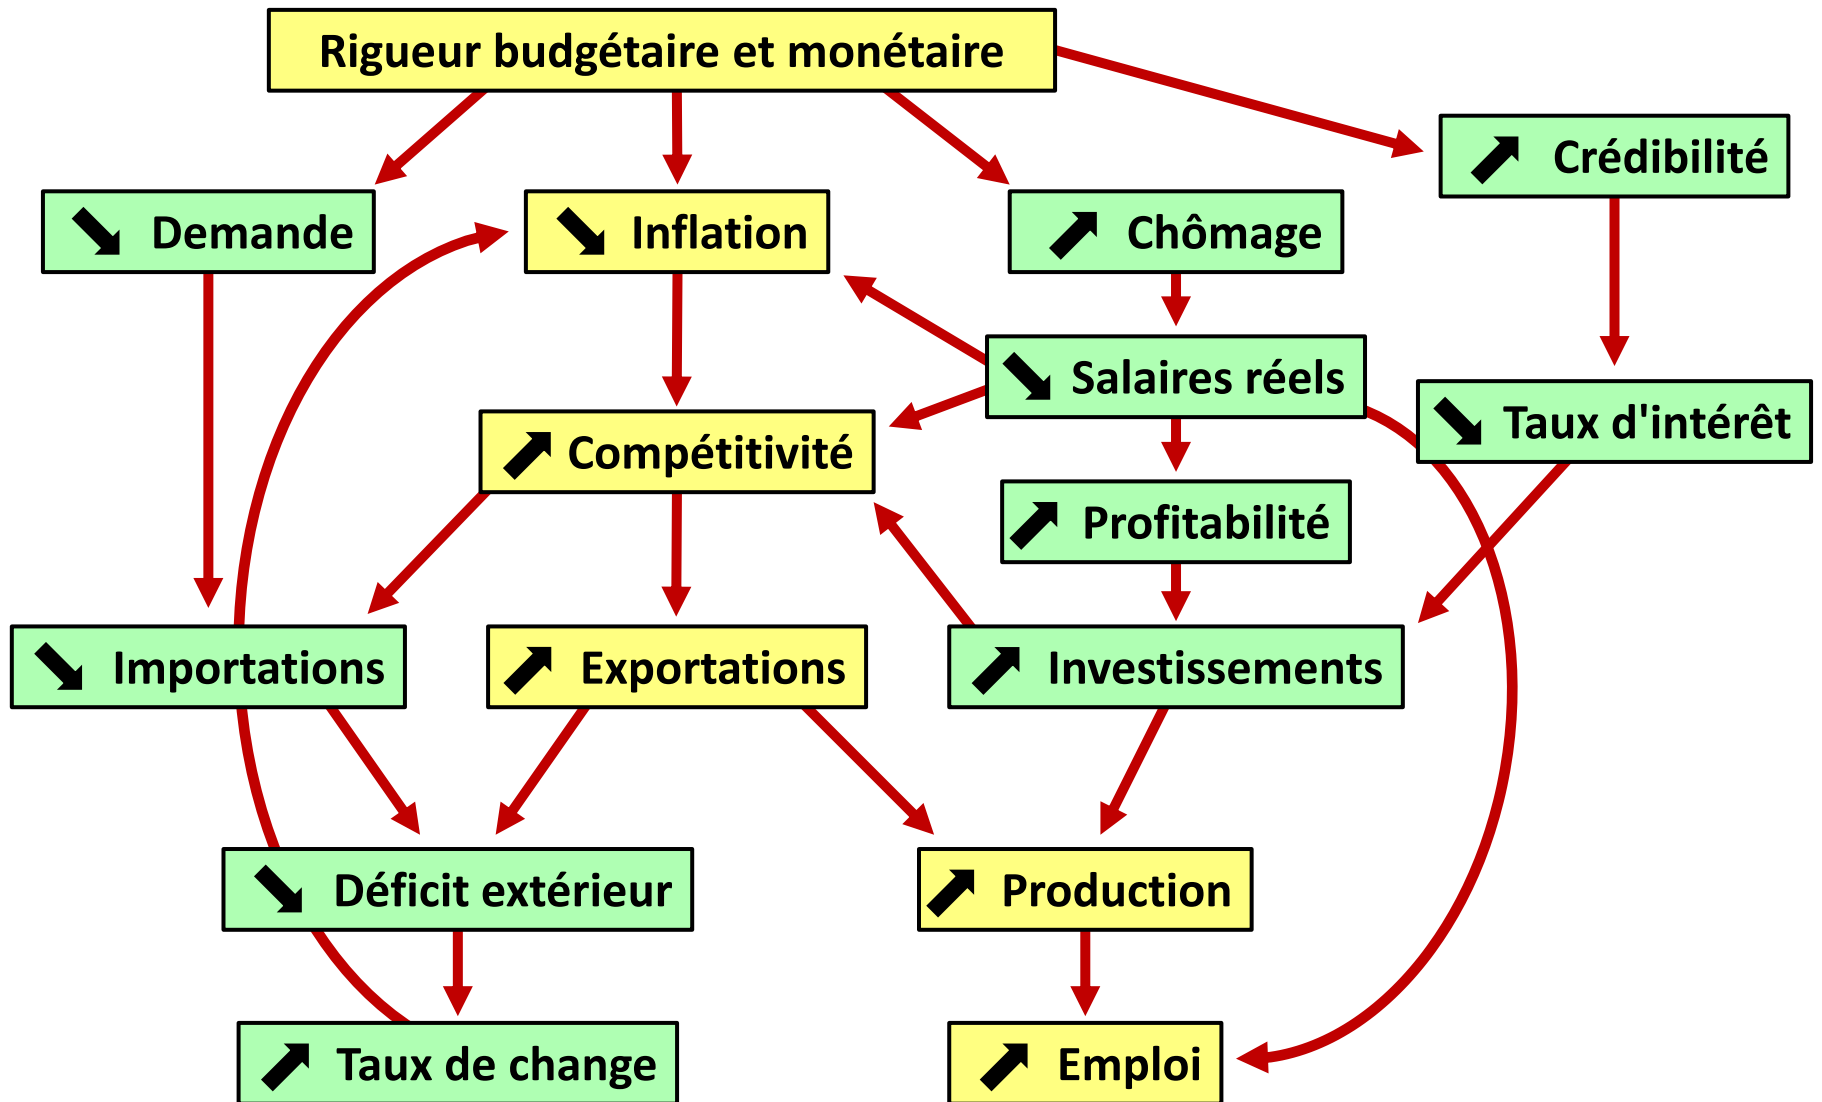 Rigueur budgétaire et monétaire
Crédibilité
Demande
Inflation
Chômage
Salaires réels
Taux d'intérêt
Compétitivité
Profitabilité
Importations
Exportations
Investissements
Déficit extérieur
Production
Taux de change
Emploi